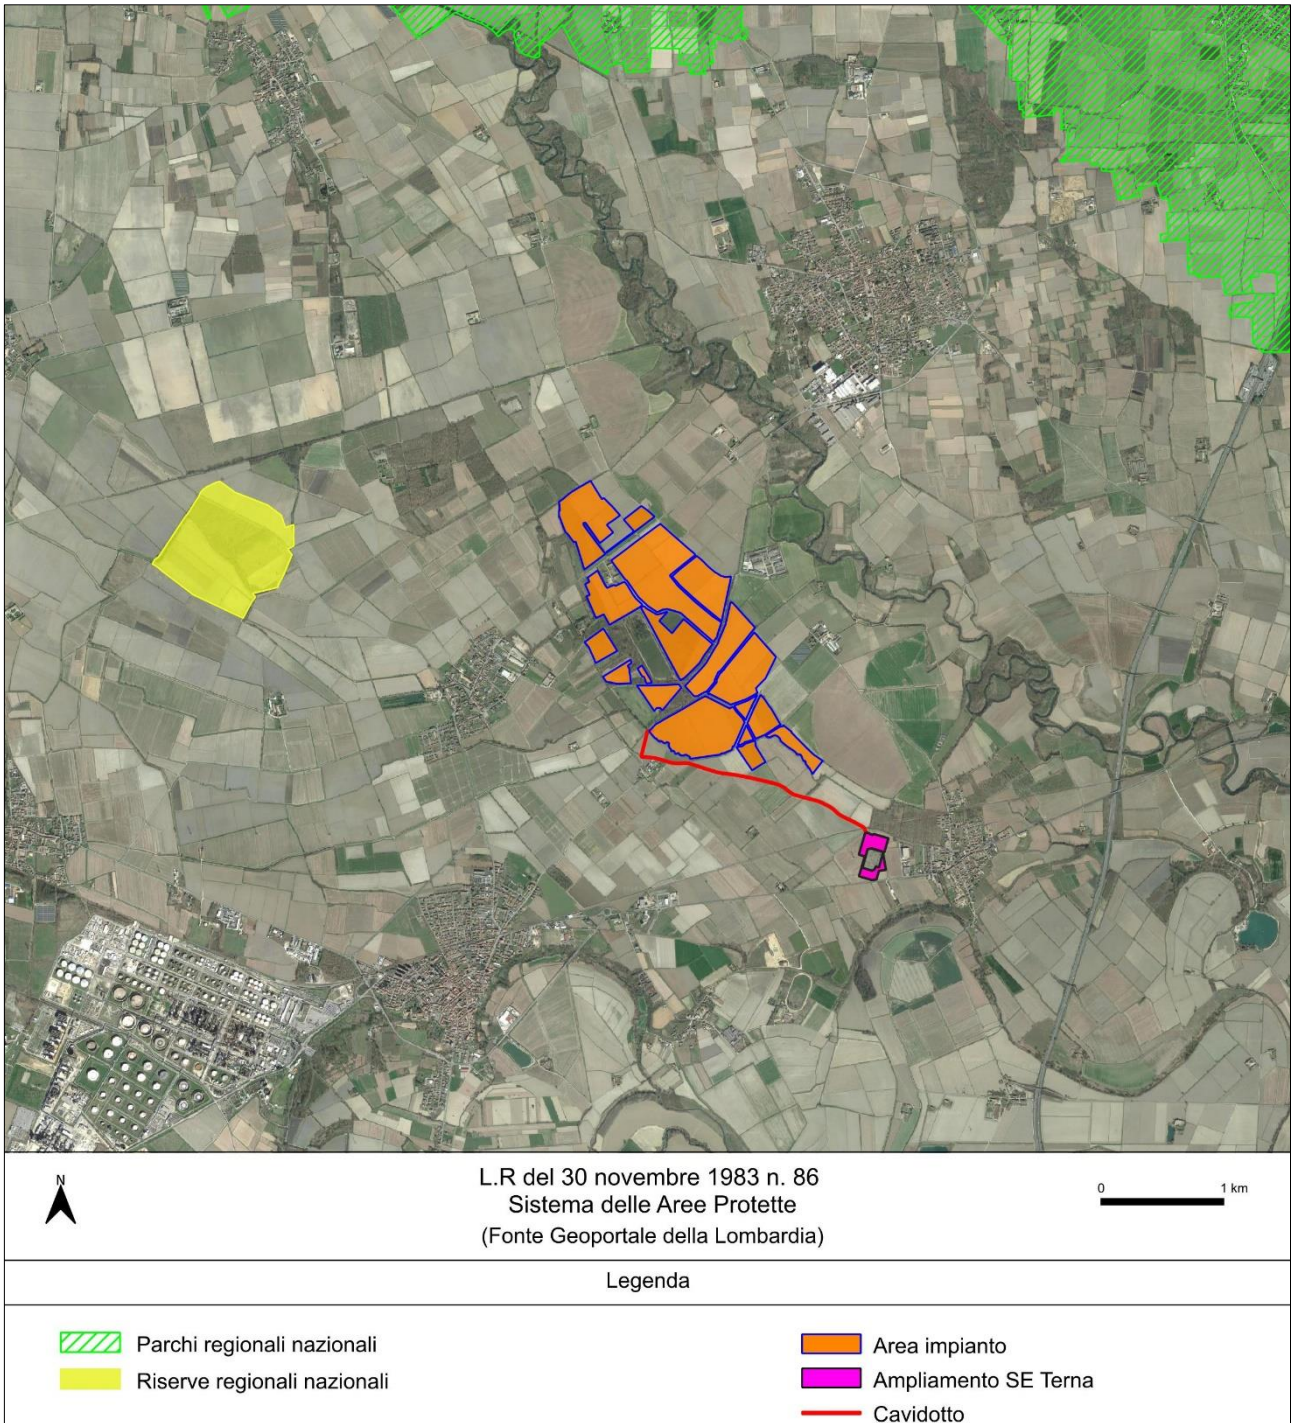 N
L.R del 30 novembre 1983 n. 86
Sistema delle Aree Protette
(Fonte Geoportale della Lombardia)
0 1 km
Legenda
Parchi regionali nazionali
Riserve regionali nazionali
Area impianto
Ampliamento SE Terna
Cavidotto